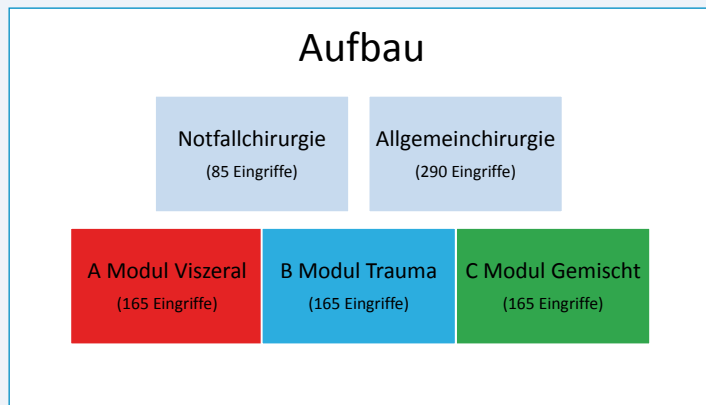 Aufbau
Notfallchirurgie
(85 Eingriffe)
Allgemeinchirurgie
(290 Eingriffe)
A Modul Viszeral
(165 Eingriffe)
B Modul Trauma
(165 Eingriffe)
C Modul Gemischt
(165 Eingriffe)